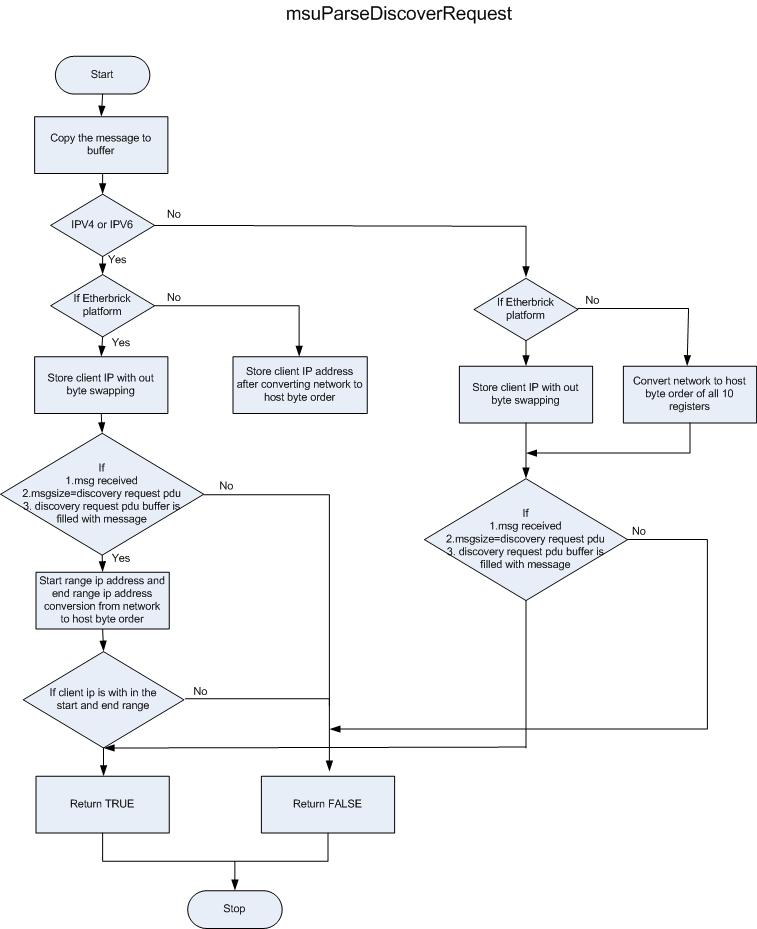 msuParseDiscoverRequest
Start
Copy the message to
buffer
IPV4 or IPV6
No
Yes
If Etherbrick
platform
No
Yes
Store client IP with out
byte swapping
Store client IP address
after converting network to
host byte order
If Etherbrick
platform
No
Store client IP with out
byte swapping
Convert network to host
byte order of all 10
registers
If
1.msg received
2.msgsize=discovery request pdu
3. discovery request pdu buffer is
filled with message
No
Yes
If
1.msg received
2.msgsize=discovery request pdu
3. discovery request pdu buffer is
filled with message
No
Start range ip address and
end range ip address
conversion from network
to host byte order
If client ip is with in the
start and end range
No
Return TRUE
Return FALSE
Stop